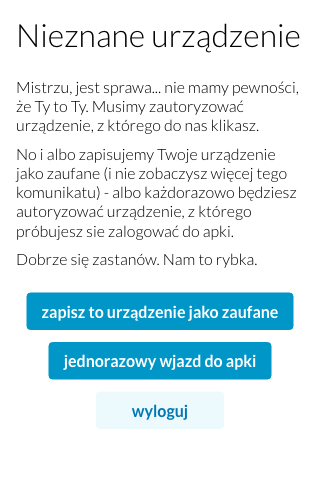 Nieznane urządzenie
Mistrzu, jest sprawa... nie mamy pewności,
że Ty to Ty. Musimy zautoryzować
urządzenie, z którego do nas klikasz.
No i albo zapisujemy Twoje urządzenie
jako zaufane (i nie zobaczysz więcej tego
komunikatu) - albo każdorazowo będziesz
autoryzować urządzenie, z którego
próbujesz sie zalogować do apki.
Dobrze się zastanów. Nam to rybka.
zapisz to urządzenie jako zaufane
jednorazowy wjazd do apki
wyloguj